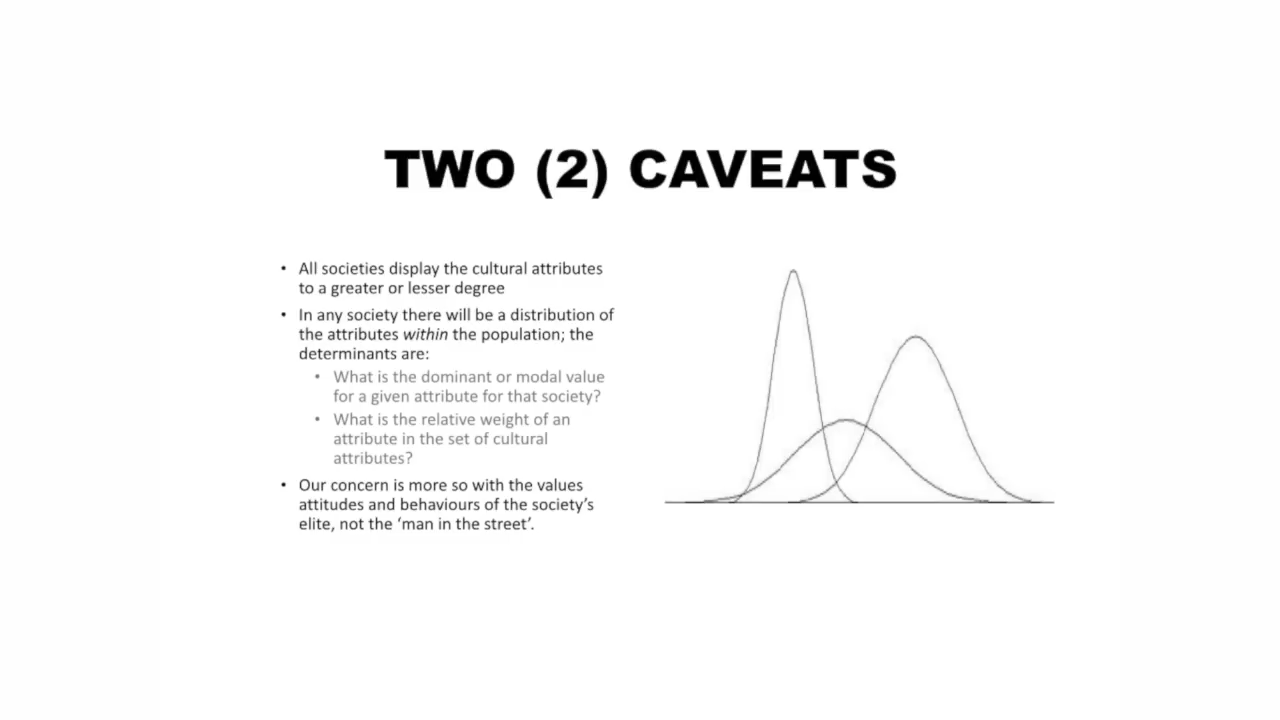 TWO (2) CAVEATS
• All societies display the cultural attributes
to a greater or lesser degree
• In any society there will be a distribution of
the attributes within the population; the
determinants are:
• What is the dominant or modal value
for a given attribute for that society?
• What is the relative weight of an
attribute in the set of cultural
attributes?
• Our concern is more so with the values
attitudes and behaviours of the society’s
elite, not the ‘man in the street’.